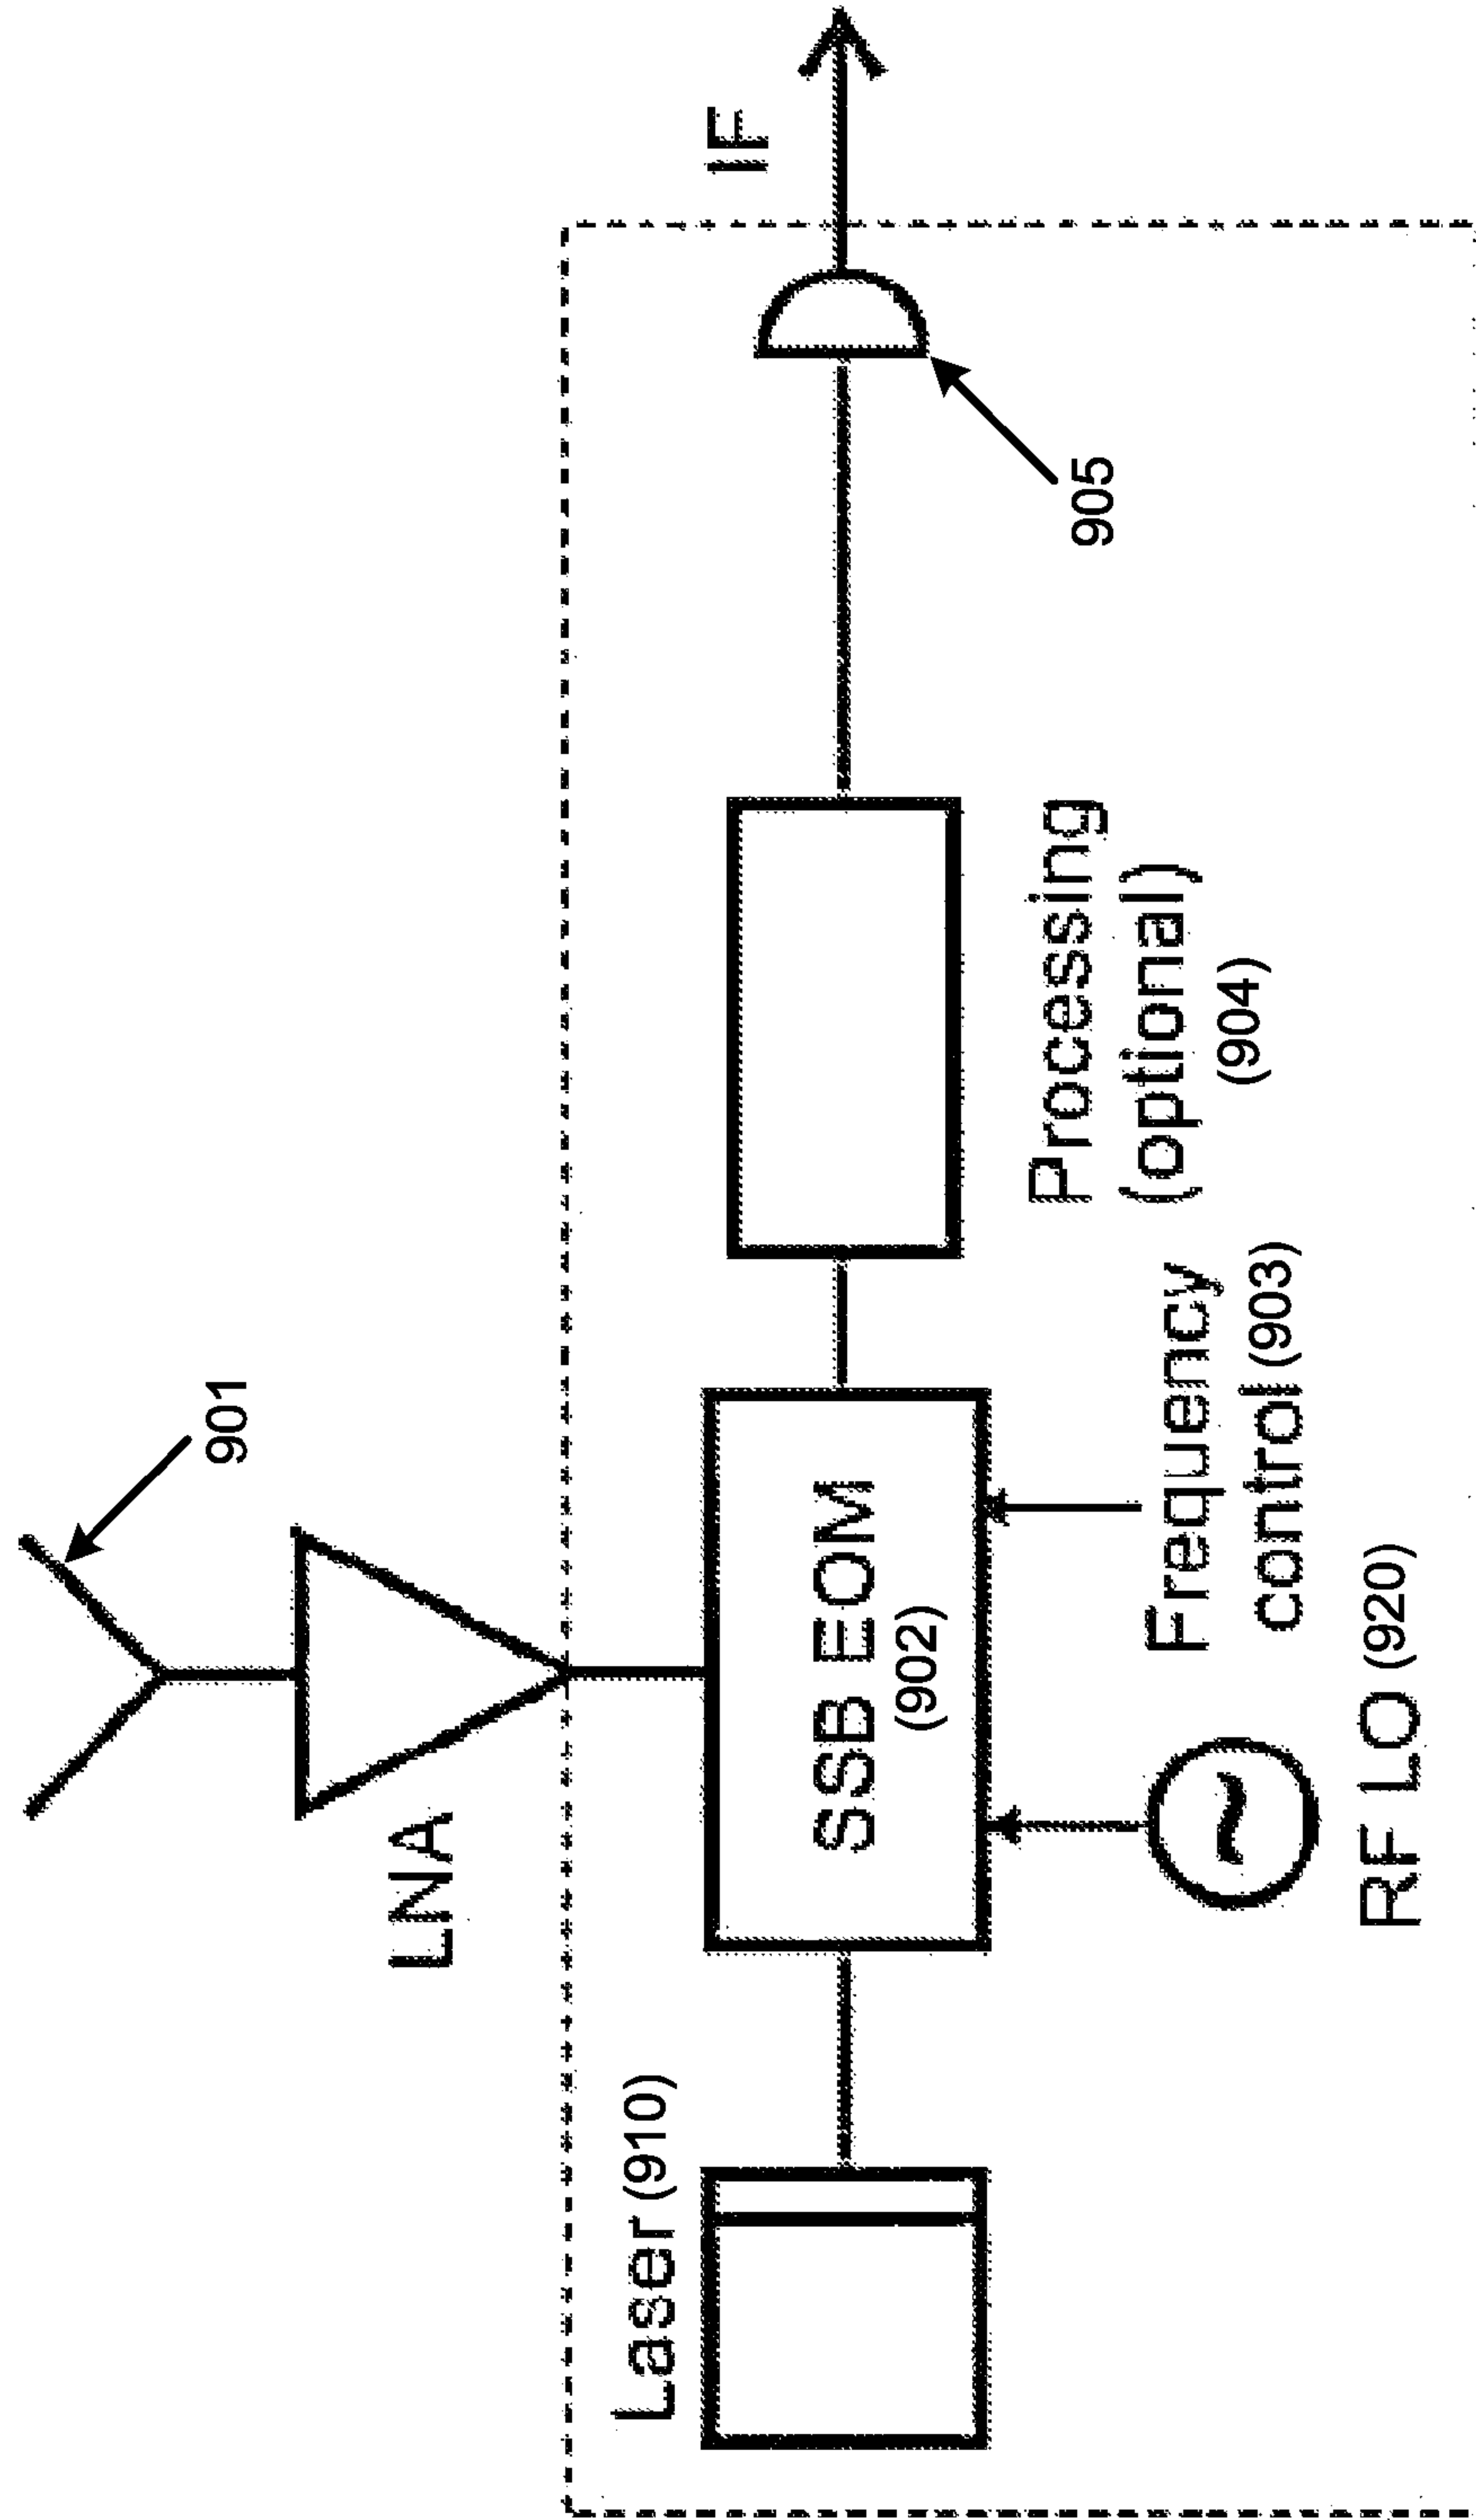 901
LNA
IF
Laser (910)
SSB EOM
(902)
905
Processing
(optional)
(904)
Frequency
control (903)
RF LO (920)